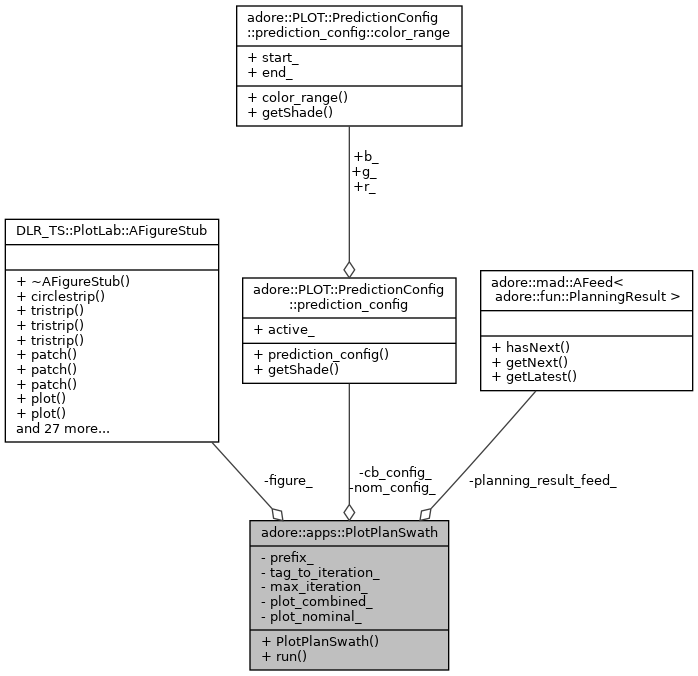 adore::PLOT::PredictionConfig
::prediction_config::color_range
+ start_
+ end_
+ color_range()
+ getShade()
+b_
+g_
+r_
DLR_TS::PlotLab::AFigureStub
+ ~AFigureStub()
+ circlestrip()
+ tristrip()
+ tristrip()
+ tristrip()
+ patch()
+ patch()
+ patch()
+ plot()
+ plot()
and 27 more...
adore::PLOT::PredictionConfig
::prediction_config
+ active_
+ prediction_config()
+ getShade()
adore::mad::AFeed<
adore::fun::PlanningResult >
+ hasNext()
+ getNext()
+ getLatest()
-figure_
-cb_config_
-nom_config_
-planning_result_feed_
adore::apps::PlotPlanSwath
- prefix_
- tag_to_iteration_
- max_iteration_
- plot_combined_
- plot_nominal_
+ PlotPlanSwath()
+ run()